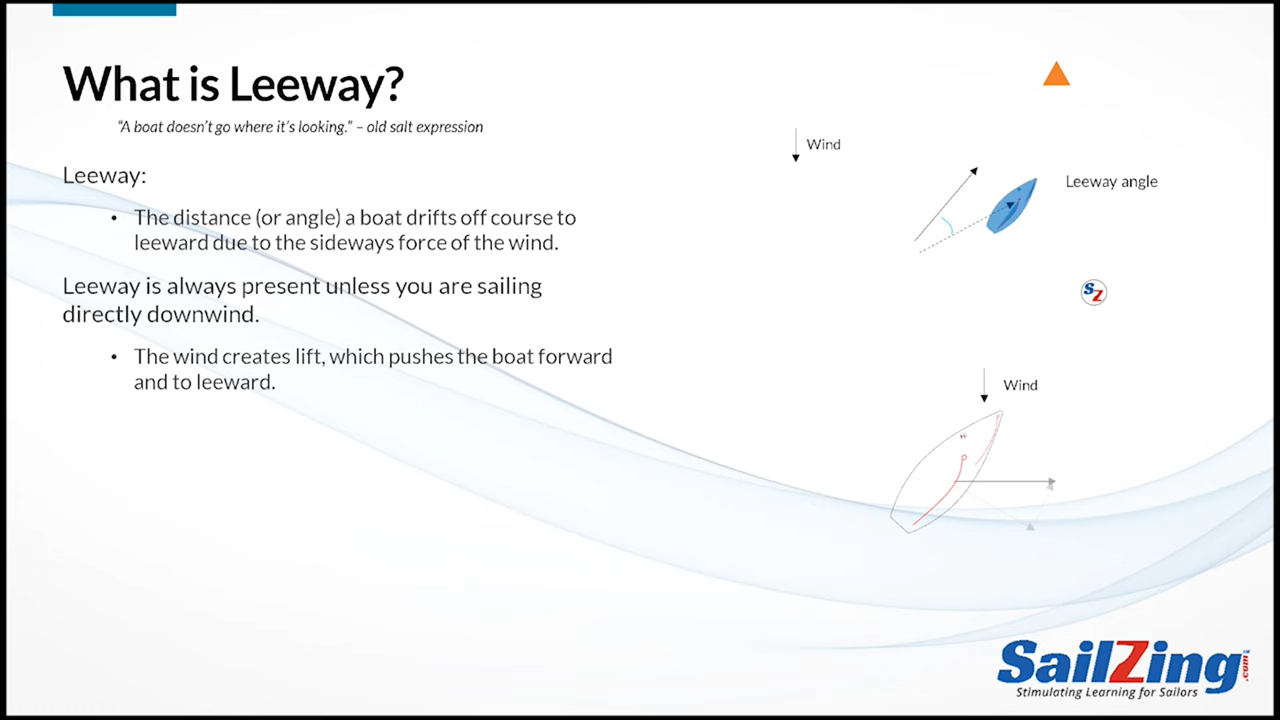 What is Leeway?
“A boat doesn’t go where it’s looking.” – old salt expression
Leeway:
• The distance (or angle) a boat drifts off course to
leeward due to the sideways force of the wind.
Leeway is always present unless you are sailing
directly downwind.
• The wind creates lift, which pushes the boat forward
and to leeward.
Wind
Leeway angle
SZ
Wind
SailZing.com
Stimulating Learning for Sailors